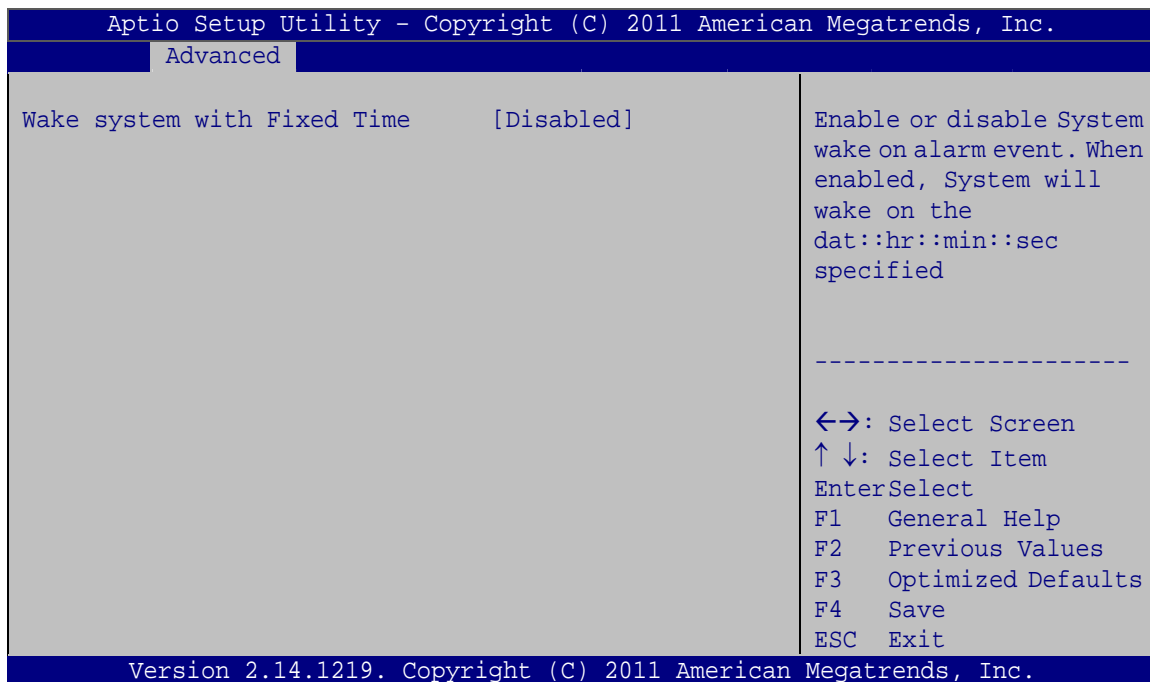 Aptio Setup Utility – Copyright (C) 2011 American Megatrends, Inc.
Advanced
Wake system with Fixed Time [Disabled]
Enable or disable System
wake on alarm event. When
enabled, System will
wake on the
dat::hr::min::sec
specified
----------------------
←→: Select Screen
↑ ↓: Select Item
EnterSelect
F1 General Help
F2 Previous Values
F3 Optimized Defaults
F4 Save
ESC Exit
Version 2.14.1219. Copyright (C) 2011 American Megatrends, Inc.